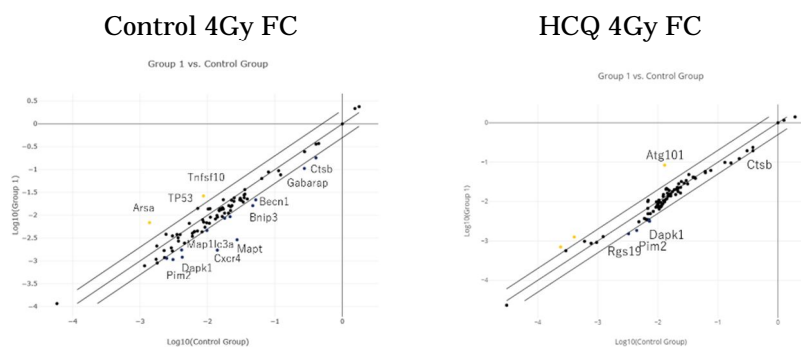 Control 4Gy FC
HCQ 4Gy FC
Group 1 vs. Control Group
Group 1 vs. Control Group
0.5
0
−0.5
−1
−1.5
−2
−2.5
−3
−3.5
−4
Log10(Group 1)
Tnfsf10
TP53
Arsa
Ctsb
Gabarap
Becn1
Bnip3
Map1lc3a
Mapt
Cxcr4
Dapk1
Pim2
−4
−3
−2
−1
0
Log10(Control Group)
0
−1
−2
−3
−4
Log10(Group 1)
Atg101
Ctsb
Dapk1
Pim2
Rgs19
−4
−3
−2
−1
0
Log10(Control Group)